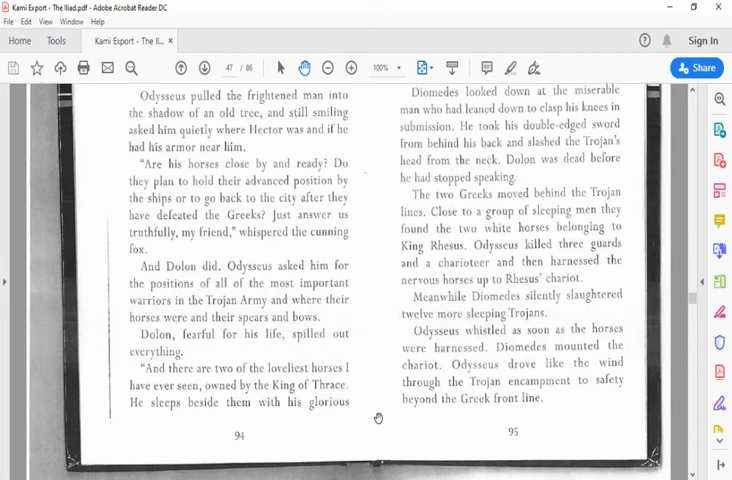 Kami Export - The Iliad.pdf - Adobe Acrobat Reader DC
File Edit View Window Help
Home Tools Kami Export - The Il... ×
Sign In
47 / 86
100%
Share
Odysseus pulled the frightened man into
the shadow of an old tree, and still smiling
asked him quietly where Hector was and if he
had his armor near him.
“Are his horses close by and ready? Do
they plan to hold their advanced position by
the ships or to go back to the city after they
have defeated the Greeks? Just answer us
truthfully, my friend,” whispered the cunning
fox.
And Dolon did. Odysseus asked him for
the positions of all of the most important
warriors in the Trojan Army and where their
horses were and their spears and bows.
Dolon, fearful for his life, spilled out
everything.
“And there are two of the loveliest horses I
have ever seen, owned by the King of Thrace.
He sleeps beside them with his glorious
94
Diomedes looked down at the miserable
man who had leaned down to clasp his knees in
submission. He took his double-edged sword
from behind his back and slashed the Trojan’s
head from the neck. Dolon was dead before
he had stopped speaking.
The two Greeks moved behind the Trojan
lines. Close to a group of sleeping men they
found the two white horses belonging to
King Rhesus. Odysseus killed three guards
and a charioteer and then harnessed the
nervous horses up to Rhesus’ chariot.
Meanwhile Diomedes silently slaughtered
twelve more sleeping Trojans.
Odysseus whistled as soon as the horses
were harnessed. Diomedes mounted the
chariot. Odysseus drove like the wind
through the Trojan encampment to safety
beyond the Greek front line.
95